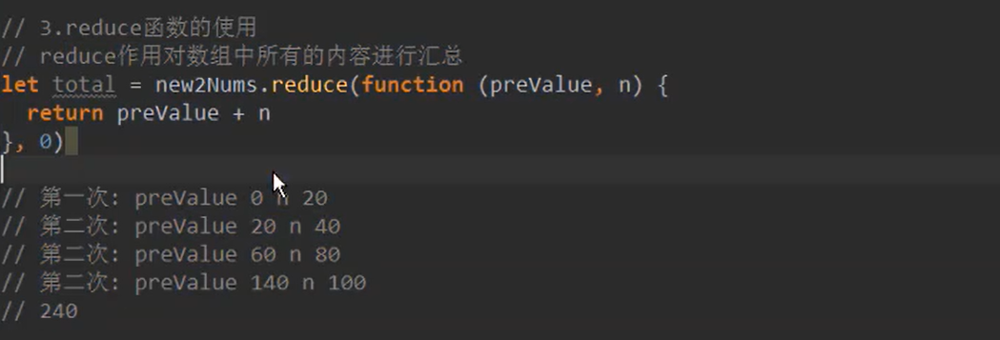 // 3.reduce函数的使用
// reduce作用对数组中所有的内容进行汇总
let total = new2Nums.reduce(function (preValue, n) {
  return preValue + n
}, 0)
// 第一次: preValue 0 n 20
// 第二次: preValue 20 n 40
// 第二次: preValue 60 n 80
// 第二次: preValue 140 n 100
// 240